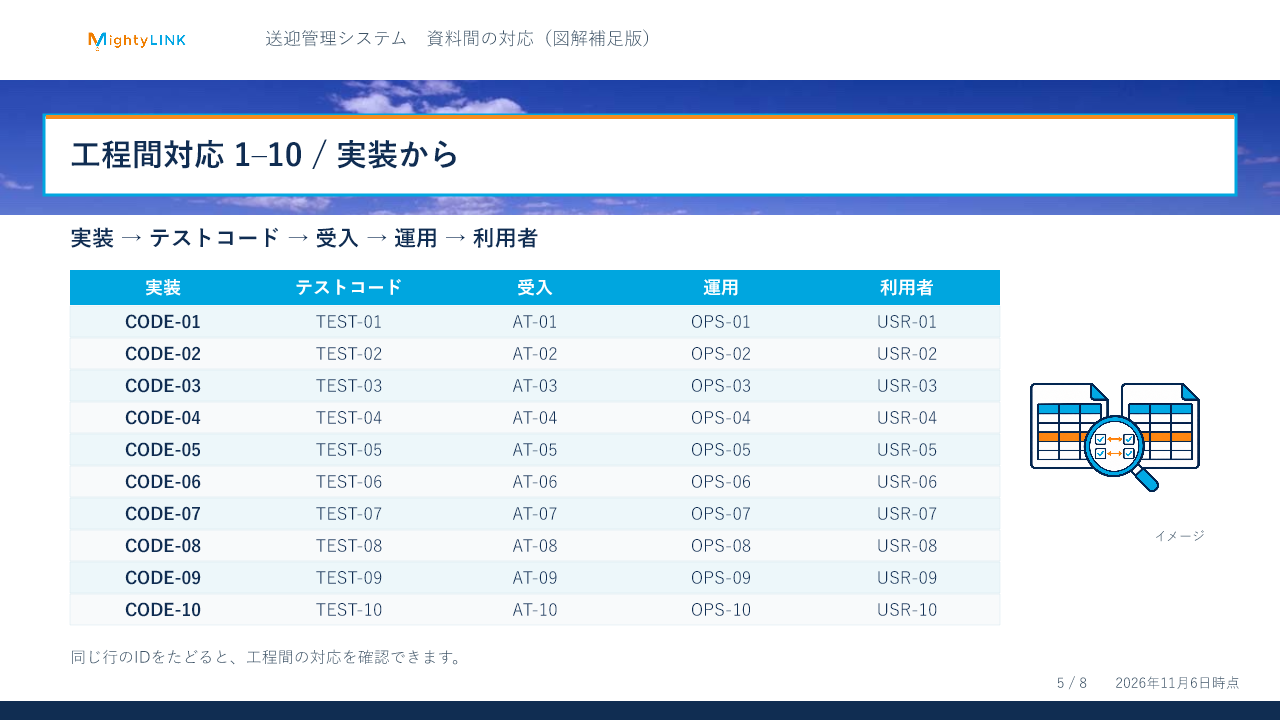 MightyLINK
送迎管理システム　資料間の対応（図解補足版）
工程間対応 1–10 / 実装から
実装 → テストコード → 受入 → 運用 → 利用者
実装 テストコード 受入 運用 利用者
CODE-01 TEST-01 AT-01 OPS-01 USR-01
CODE-02 TEST-02 AT-02 OPS-02 USR-02
CODE-03 TEST-03 AT-03 OPS-03 USR-03
CODE-04 TEST-04 AT-04 OPS-04 USR-04
CODE-05 TEST-05 AT-05 OPS-05 USR-05
CODE-06 TEST-06 AT-06 OPS-06 USR-06
CODE-07 TEST-07 AT-07 OPS-07 USR-07
CODE-08 TEST-08 AT-08 OPS-08 USR-08
CODE-09 TEST-09 AT-09 OPS-09 USR-09
CODE-10 TEST-10 AT-10 OPS-10 USR-10
イメージ
同じ行のIDをたどると、工程間の対応を確認できます。
5 / 8　2026年11月6日時点